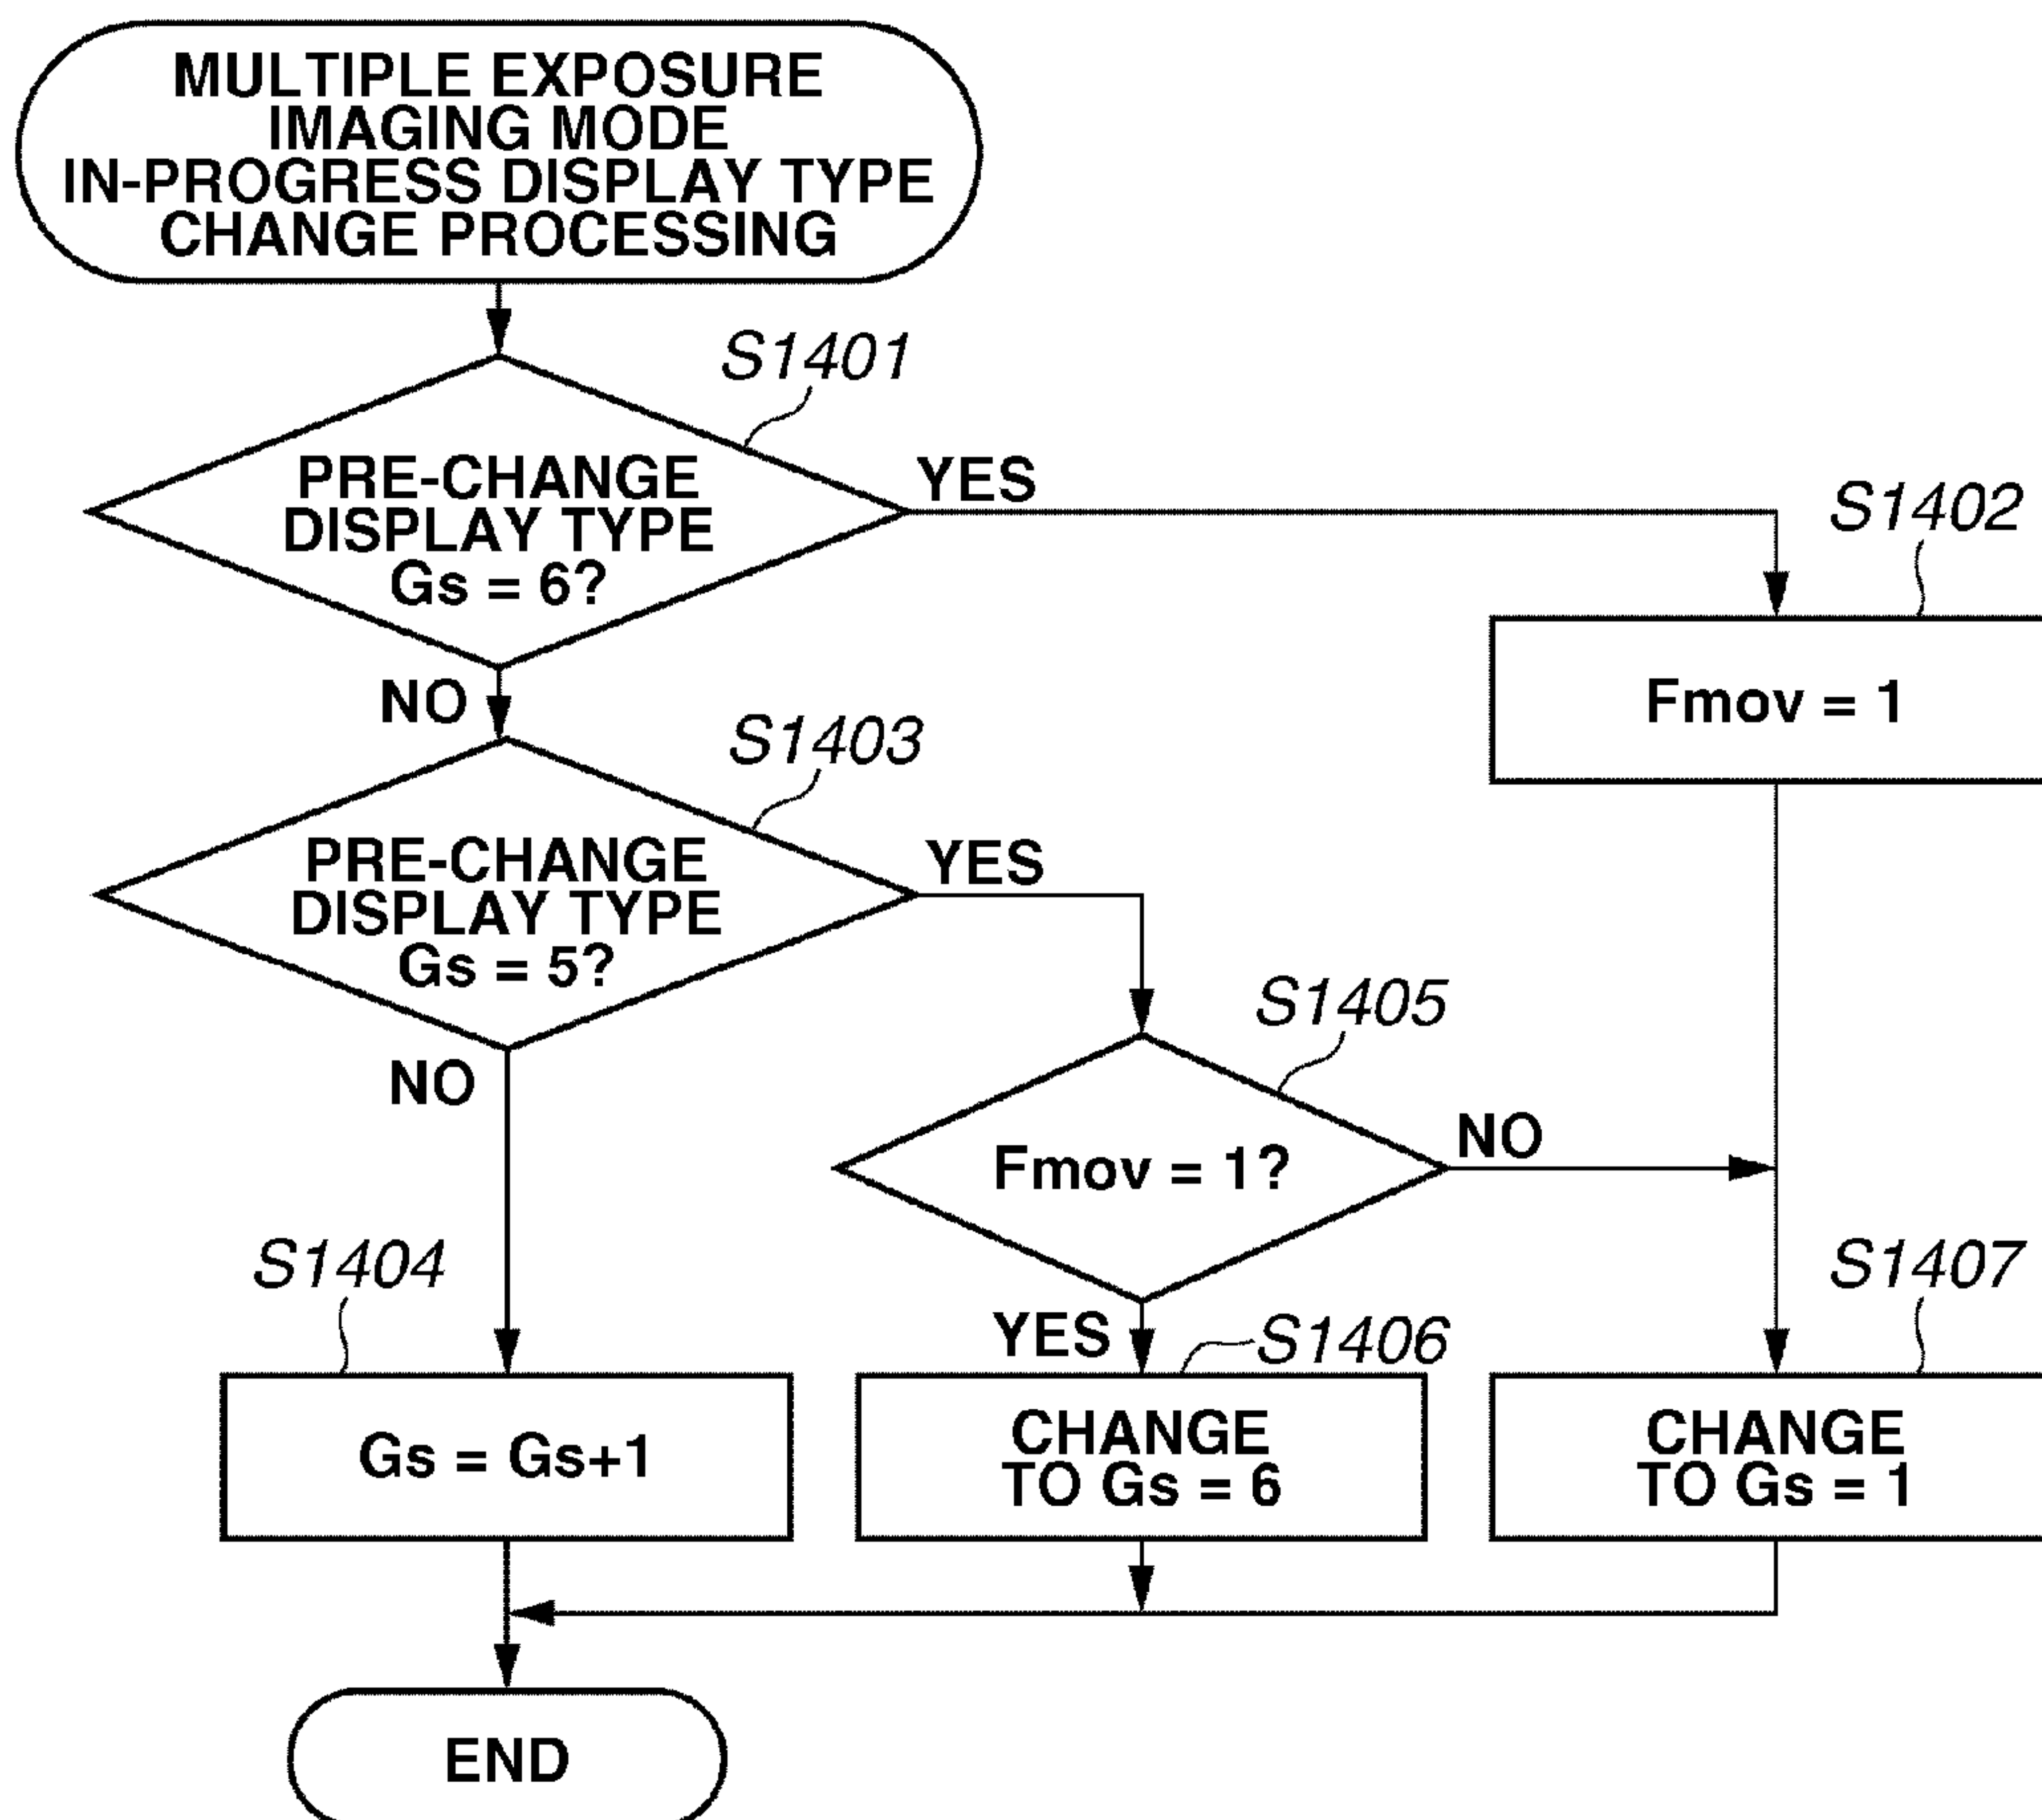 MULTIPLE EXPOSURE
IMAGING MODE
IN-PROGRESS DISPLAY TYPE
CHANGE PROCESSING
S1401
PRE-CHANGE
DISPLAY TYPE
Gs = 6?
YES
S1402
Fmov = 1
NO
S1403
PRE-CHANGE
DISPLAY TYPE
Gs = 5?
YES
NO
S1405
Fmov = 1?
NO
YES
S1404
Gs = Gs+1
S1406
CHANGE
TO Gs = 6
S1407
CHANGE
TO Gs = 1
END